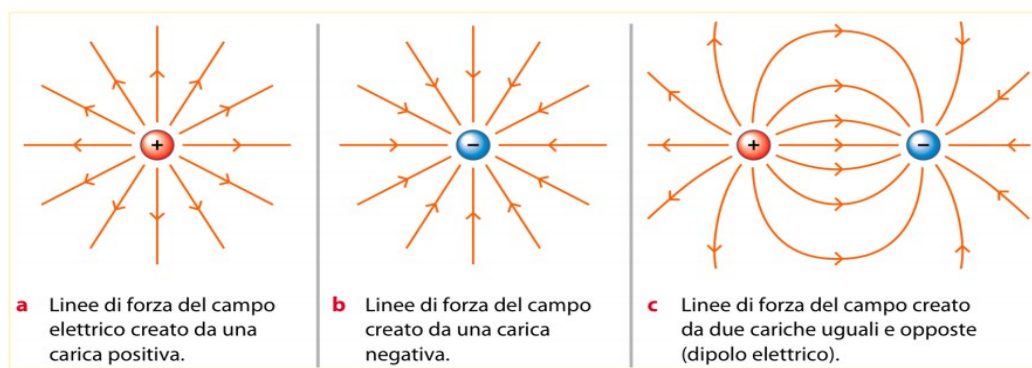 +
−
+
−
a Linee di forza del campo
elettrico creato da una
carica positiva.
b Linee di forza del campo
creato da una carica
negativa.
c Linee di forza del campo creato
da due cariche uguali e opposte
(dipolo elettrico).